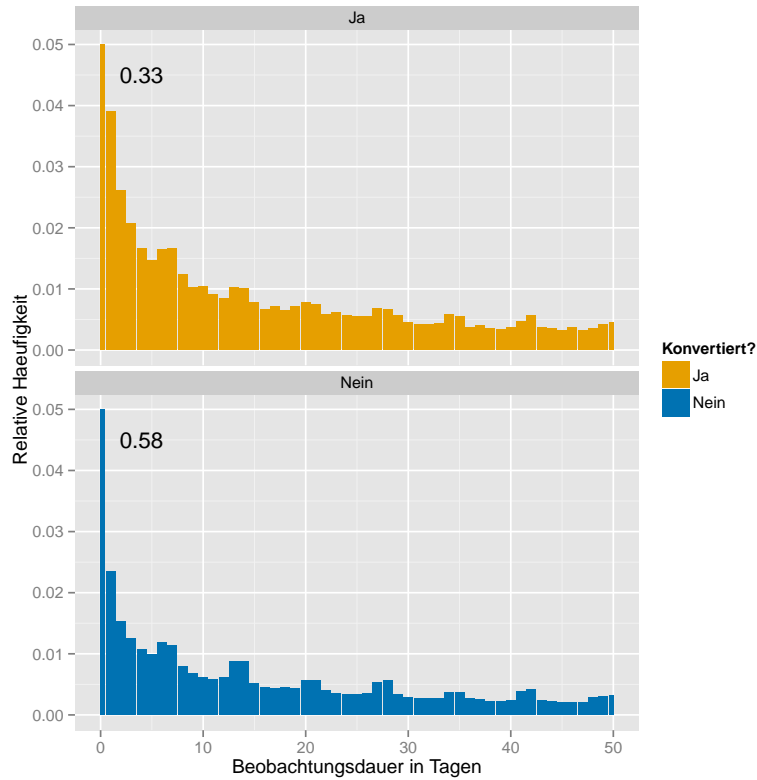 Ja
0.05
0.33
0.04
0.03
0.02
0.01
0.00
Nein
0.05
0.58
0.04
0.03
0.02
0.01
0.00
0 10 20 30 40 50
Beobachtungsdauer in Tagen
Relative Haeufigkeit
Konvertiert?
Ja
Nein